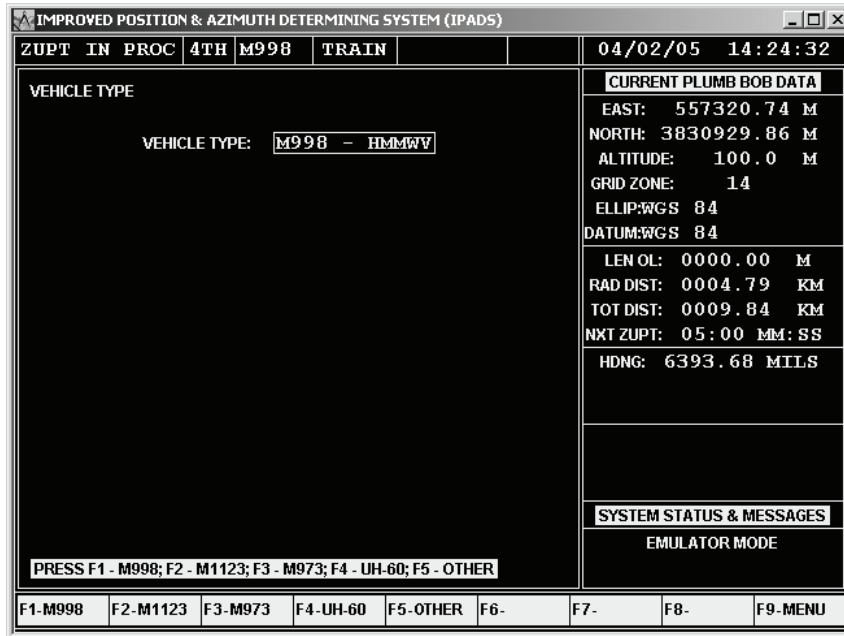 IMPROVED POSITION & AZIMUTH DETERMINING SYSTEM (IPADS)
ZUPT IN PROC 4TH M998 TRAIN 04/02/05 14:24:32
VEHICLE TYPE
VEHICLE TYPE: M998 - HMMWV
PRESS F1 - M998; F2 - M1123; F3 - M973; F4 - UH-60; F5 - OTHER
CURRENT PLUMB BOB DATA
EAST: 557320.74 M
NORTH: 3830929.86 M
ALTITUDE: 100.0 M
GRID ZONE: 14
ELLIP:WGS 84
DATUM:WGS 84
LEN OL: 0000.00 M
RAD DIST: 0004.79 KM
TOT DIST: 0009.84 KM
NXT ZUPT: 05:00 MM:SS
HDNG: 6393.68 MILS
SYSTEM STATUS & MESSAGES
EMULATOR MODE
F1-M998 F2-M1123 F3-M973 F4-UH-60 F5-OTHER F6- F7- F8- F9-MENU